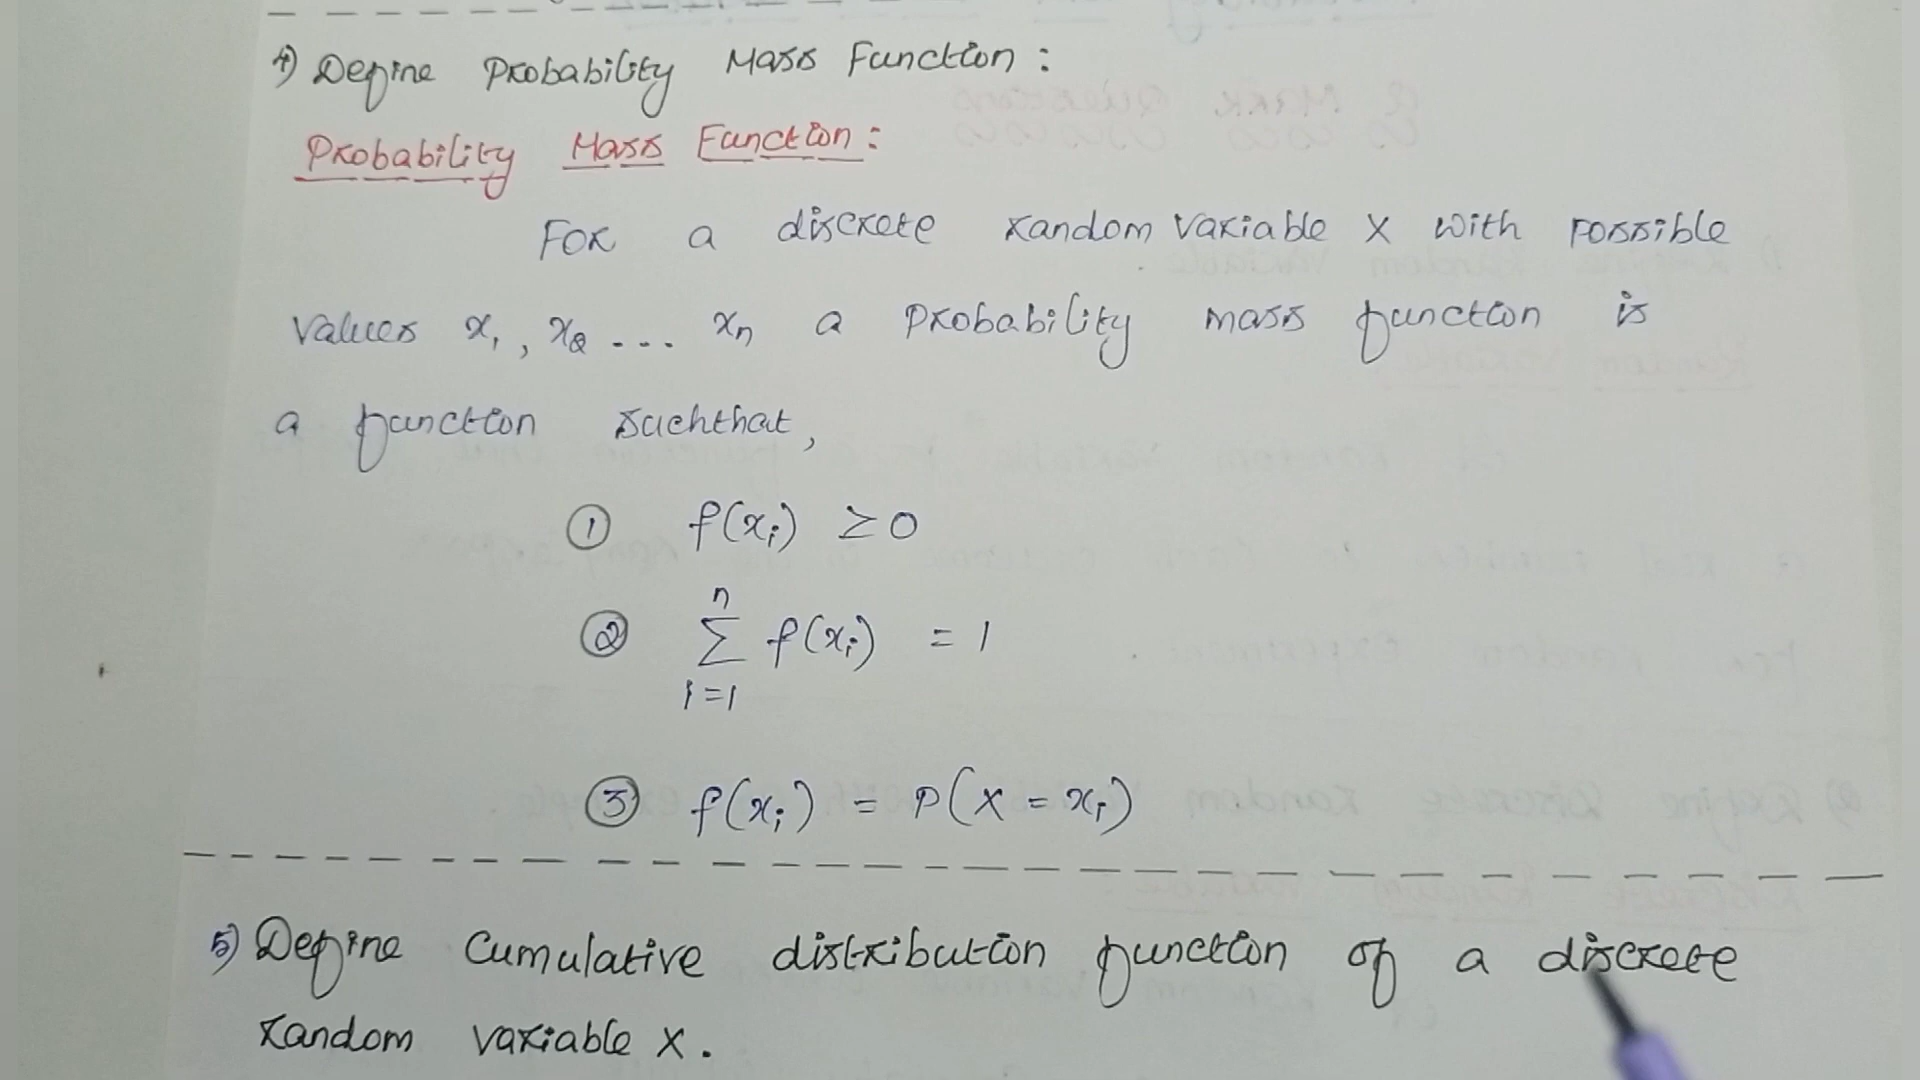 4) Define Probability Mass Function :
Probability Mass Function :
For a discrete random variable X with possible
values x₁, x₂ ... xₙ a probability mass function is
a function suchthat,
① f(xᵢ) ≥ 0
② n∑i=1 f(xᵢ) = 1
③ f(xᵢ) = P(X = xᵢ)
5) Define Cumulative distribution function of a discrete
random variable X.